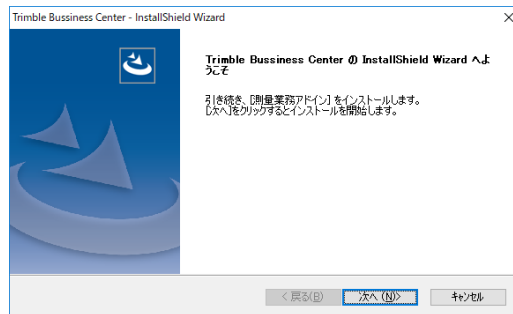 Trimble Bussiness Center - InstallShield Wizard
Trimble Bussiness Center の InstallShield Wizard へよ
うこそ
引き続き、[測量業務アドイン] をインストールします。
[次へ]をクリックするとインストールを開始します。
< 戻る(B)
次へ (N)>
キャンセル